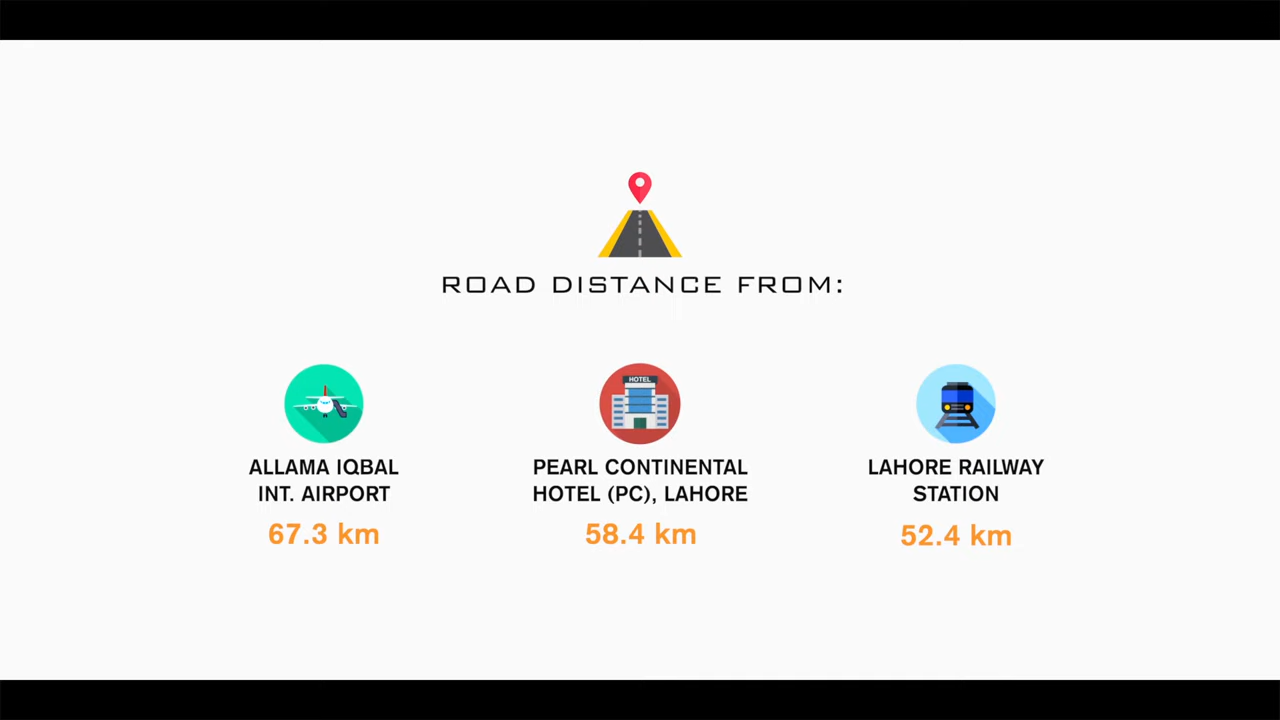 ROAD DISTANCE FROM:
HOTEL
ALLAMA IQBAL
INT. AIRPORT
67.3 km
PEARL CONTINENTAL
HOTEL (PC), LAHORE
58.4 km
LAHORE RAILWAY
STATION
52.4 km